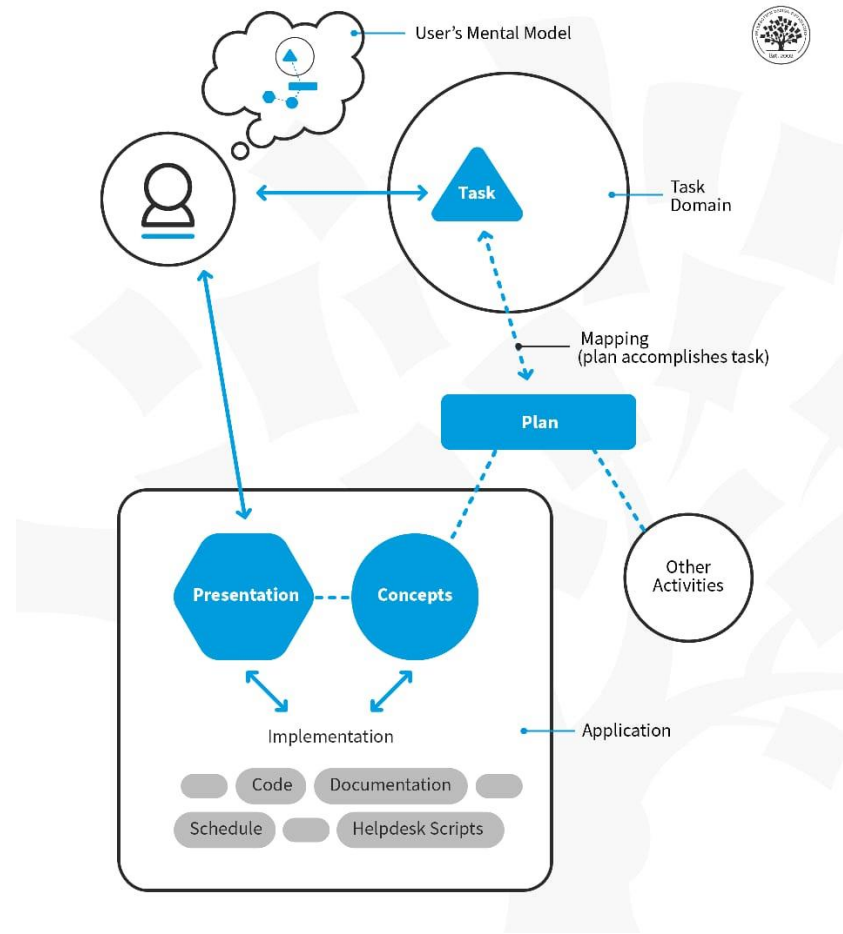 User's Mental Model
Task
Task
Domain
Mapping
(plan accomplishes task)
Plan
Other
Activities
Presentation
Concepts
Implementation
Application
Code
Documentation
Schedule
Helpdesk Scripts